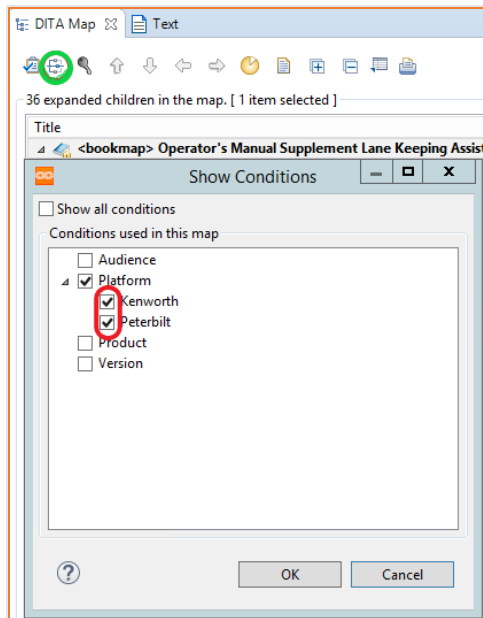 DITA Map
Text
36 expanded children in the map. [ 1 item selected ]
Title
<bookmap> Operator's Manual Supplement Lane Keeping Assis
Show Conditions
Show all conditions
Conditions used in this map
Audience
Platform
Kenworth
Peterbilt
Product
Version
?
OK
Cancel